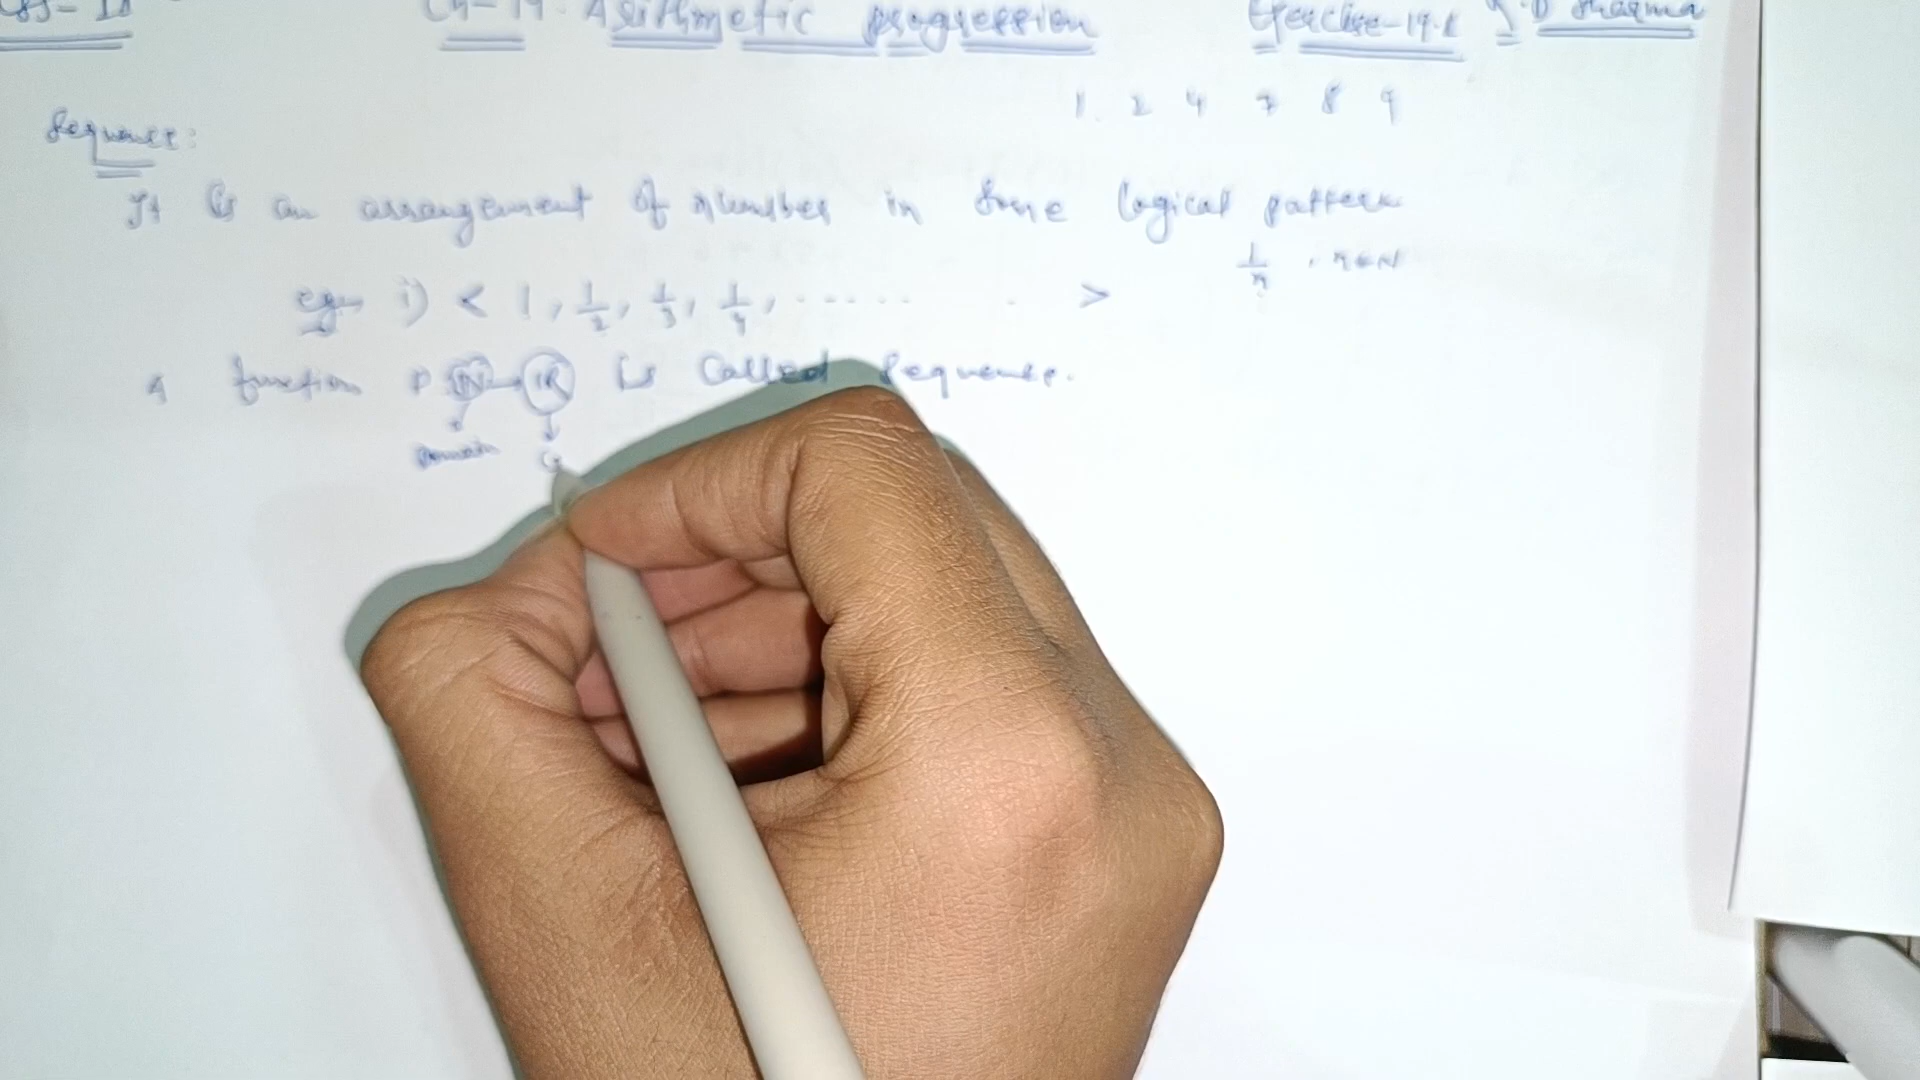 Ch-19. Arithmetic progression Exercise-19.1 R.D Sharma
1. 2 4 7 8 9
Sequence:
It is an arrangement of number in some logical pattern
1/n , n∈N
eg. i) < 1, 1/2, 1/3, 1/4, ........ >
A function f: N→IR is called sequence.
Domain